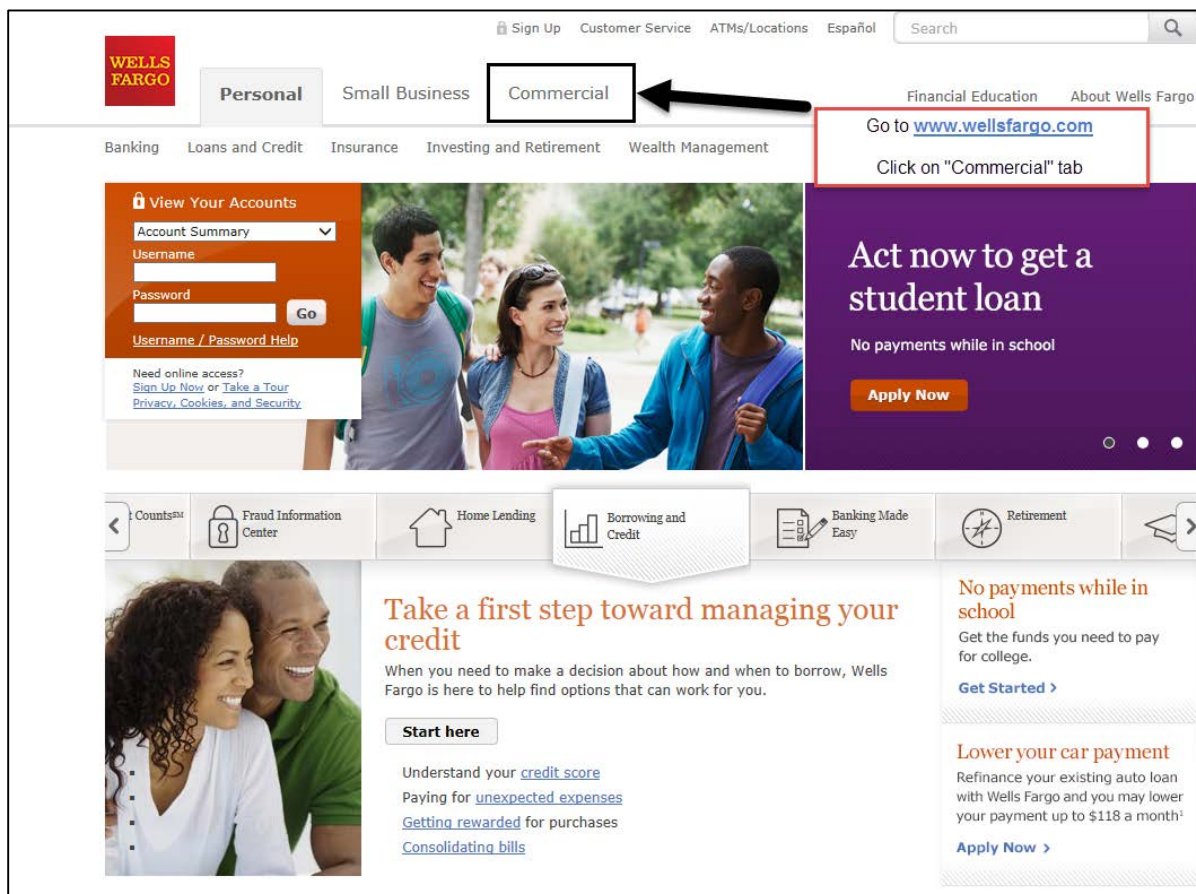 Sign Up Customer Service ATMs/Locations Español Search
WELLS
FARGO
Personal Small Business Commercial
Financial Education About Wells Fargo
Go to www.wellsfargo.com
Click on "Commercial" tab
Banking Loans and Credit Insurance Investing and Retirement Wealth Management
View Your Accounts
Account Summary
Username
Password
Go
Username / Password Help
Need online access?
Sign Up Now or Take a Tour
Privacy, Cookies, and Security
Act now to get a
student loan
No payments while in school
Apply Now
t Counts℠
Fraud Information
Center
Home Lending
Borrowing and
Credit
Banking Made
Easy
Retirement
Take a first step toward managing your
credit
When you need to make a decision about how and when to borrow, Wells
Fargo is here to help find options that can work for you.
Start here
Understand your credit score
Paying for unexpected expenses
Getting rewarded for purchases
Consolidating bills
No payments while in
school
Get the funds you need to pay
for college.
Get Started >
Lower your car payment
Refinance your existing auto loan
with Wells Fargo and you may lower
your payment up to $118 a month¹
Apply Now >